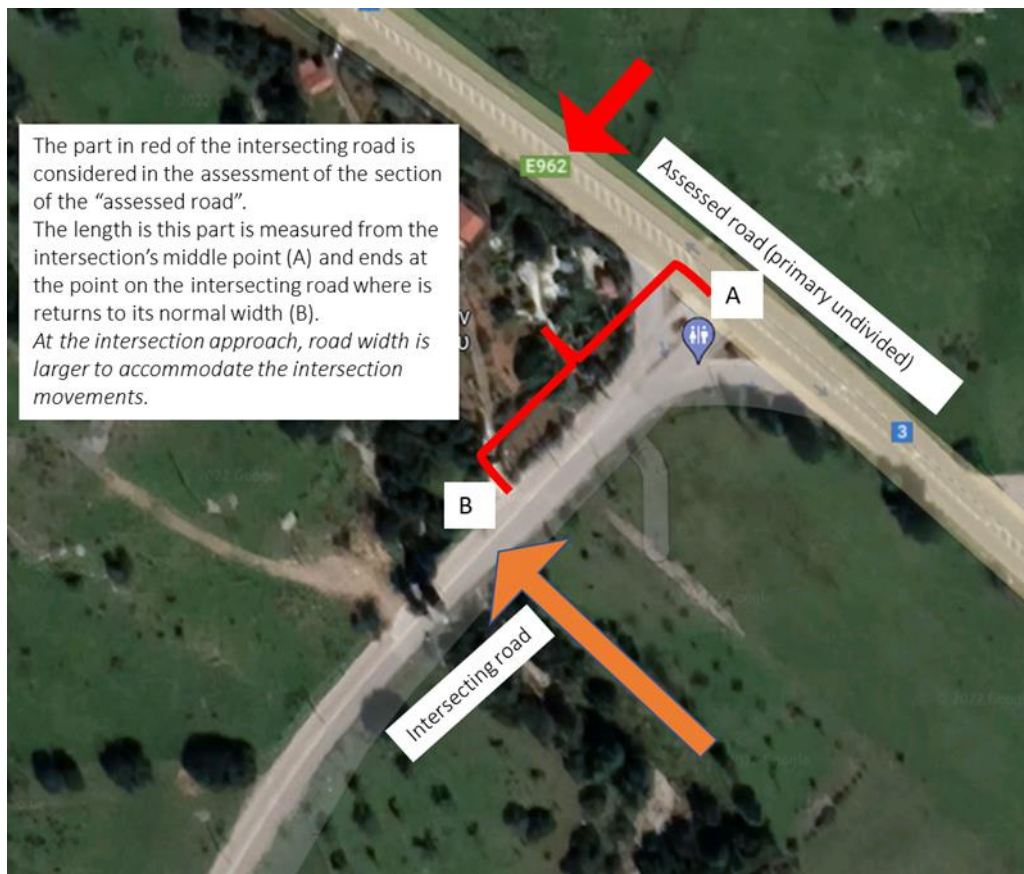 The part in red of the intersecting road is
considered in the assessment of the section
of the “assessed road”.
The length is this part is measured from the
intersection’s middle point (A) and ends at
the point on the intersecting road where is
returns to its normal width (B).
At the intersection approach, road width is
larger to accommodate the intersection
movements.
E962
Assessed road (primary undivided)
A
3
B
Intersecting road